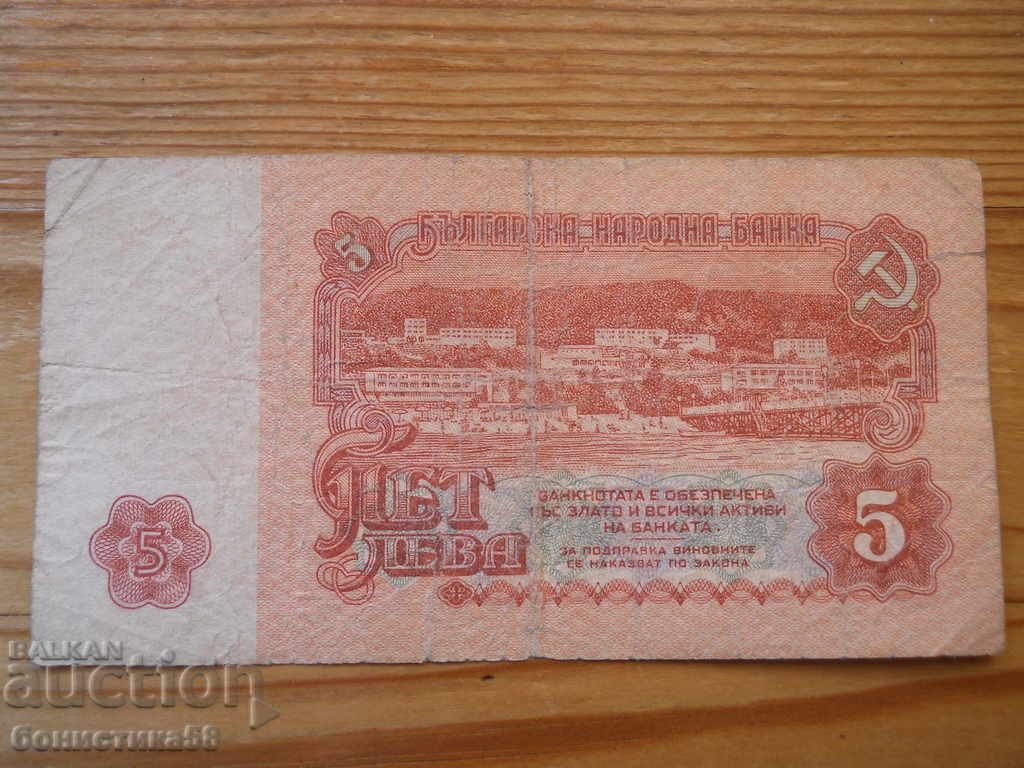 5
БЪЛГАРСКА НАРОДНА БАНКА
ПЕТ
ЛЕВА
БАНКНОТАТА Е ОБЕЗПЕЧЕНА
СЪС ЗЛАТО И ВСИЧКИ АКТИВИ
НА БАНКАТА.
ЗА ПОДПРАВКА ВИНОВНИТЕ
СЕ НАКАЗВАТ ПО ЗАКОНА
5
5
BALKAN
auction
бонистика58